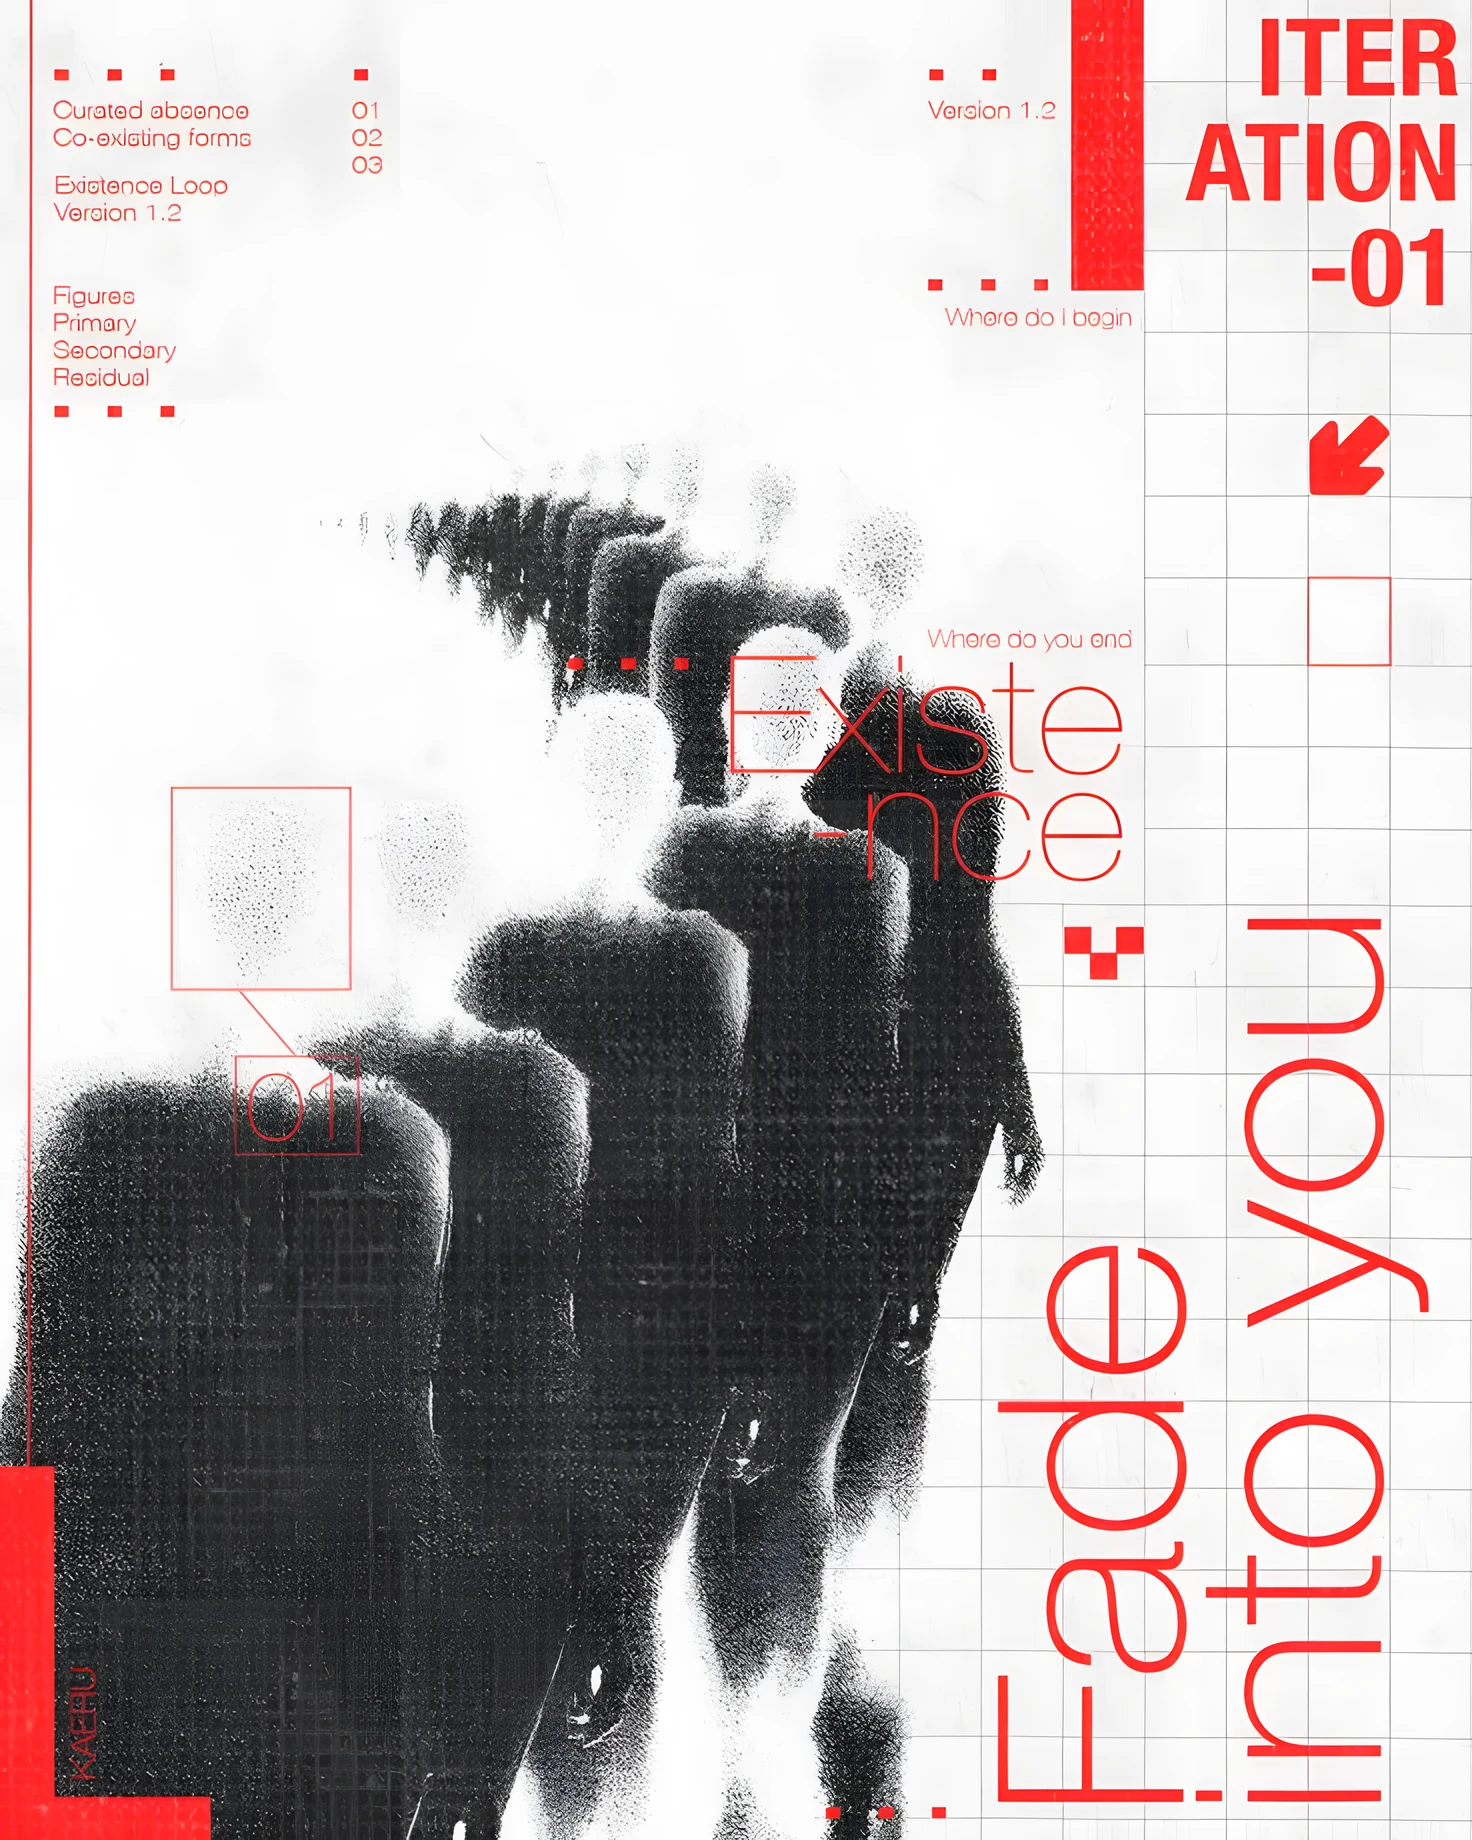 Curated absence
Co-existing forms
01
02
03
Existence Loop
Version 1.2
Figures
Primary
Secondary
Residual
Version 1.2
Where do I begin
ITER
ATION
-01
Where do you end
Existe
-nce
01
Fade
into you
KAERU